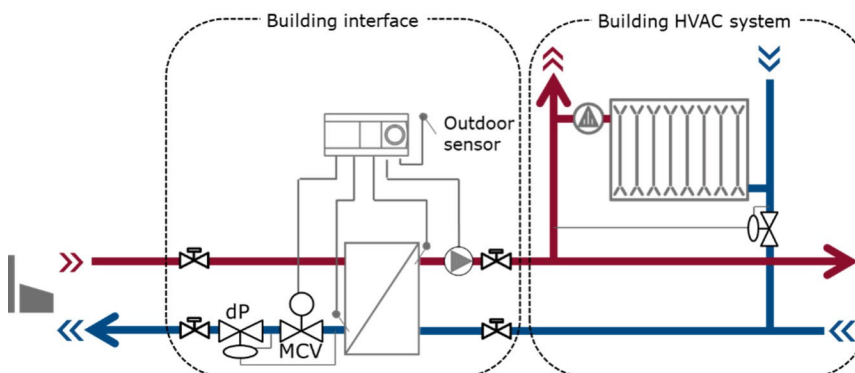 Building interface
Building HVAC system
Outdoor
sensor
dP
MCV